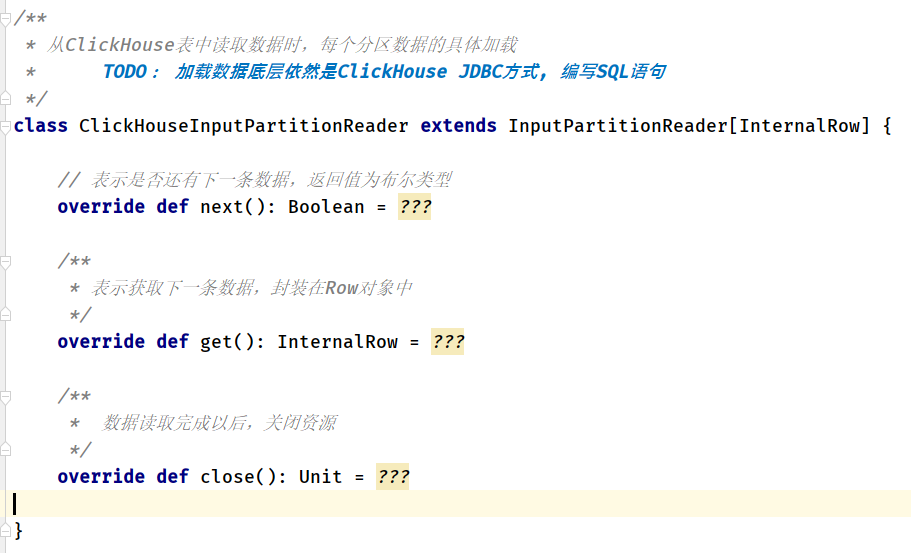 /**
 * 从ClickHouse表中读取数据时，每个分区数据的具体加载
 *      TODO： 加载数据底层依然是ClickHouse JDBC方式，编写SQL语句
 */
class ClickHouseInputPartitionReader extends InputPartitionReader[InternalRow] {
    // 表示是否还有下一条数据，返回值为布尔类型
    override def next(): Boolean = ???
    /**
     * 表示获取下一条数据，封装在Row对象中
     */
    override def get(): InternalRow = ???
    /**
     *  数据读取完成以后，关闭资源
     */
    override def close(): Unit = ???
}